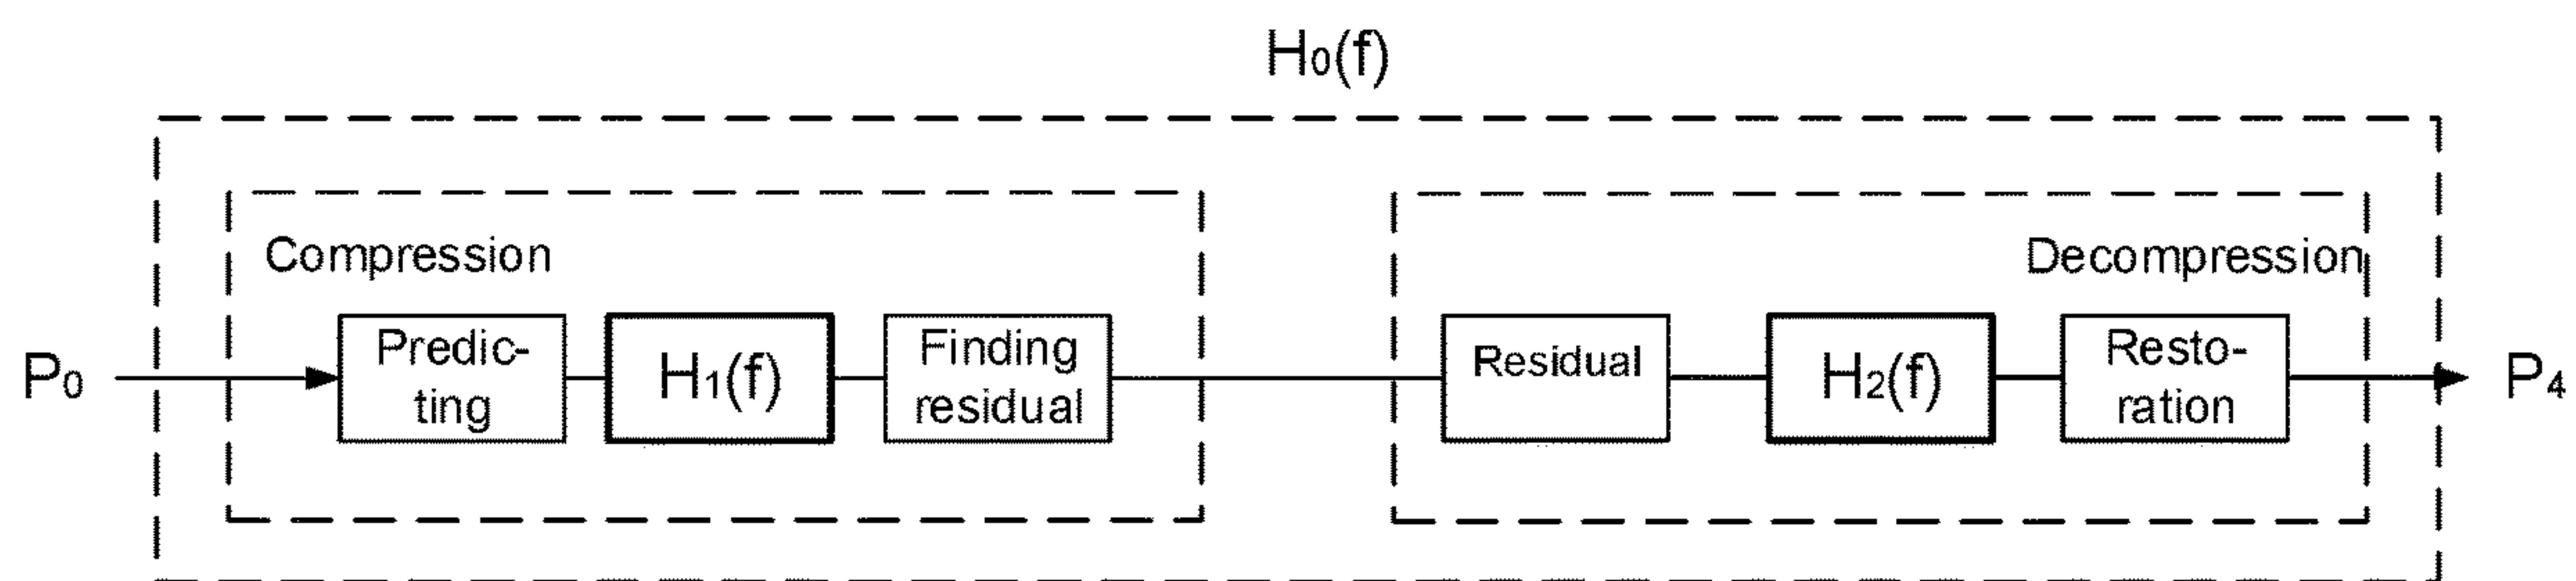 H₀(f)
Compression
Decompression
P₀
Predic-
ting
H₁(f)
Finding
residual
Residual
H₂(f)
Resto-
ration
P₄